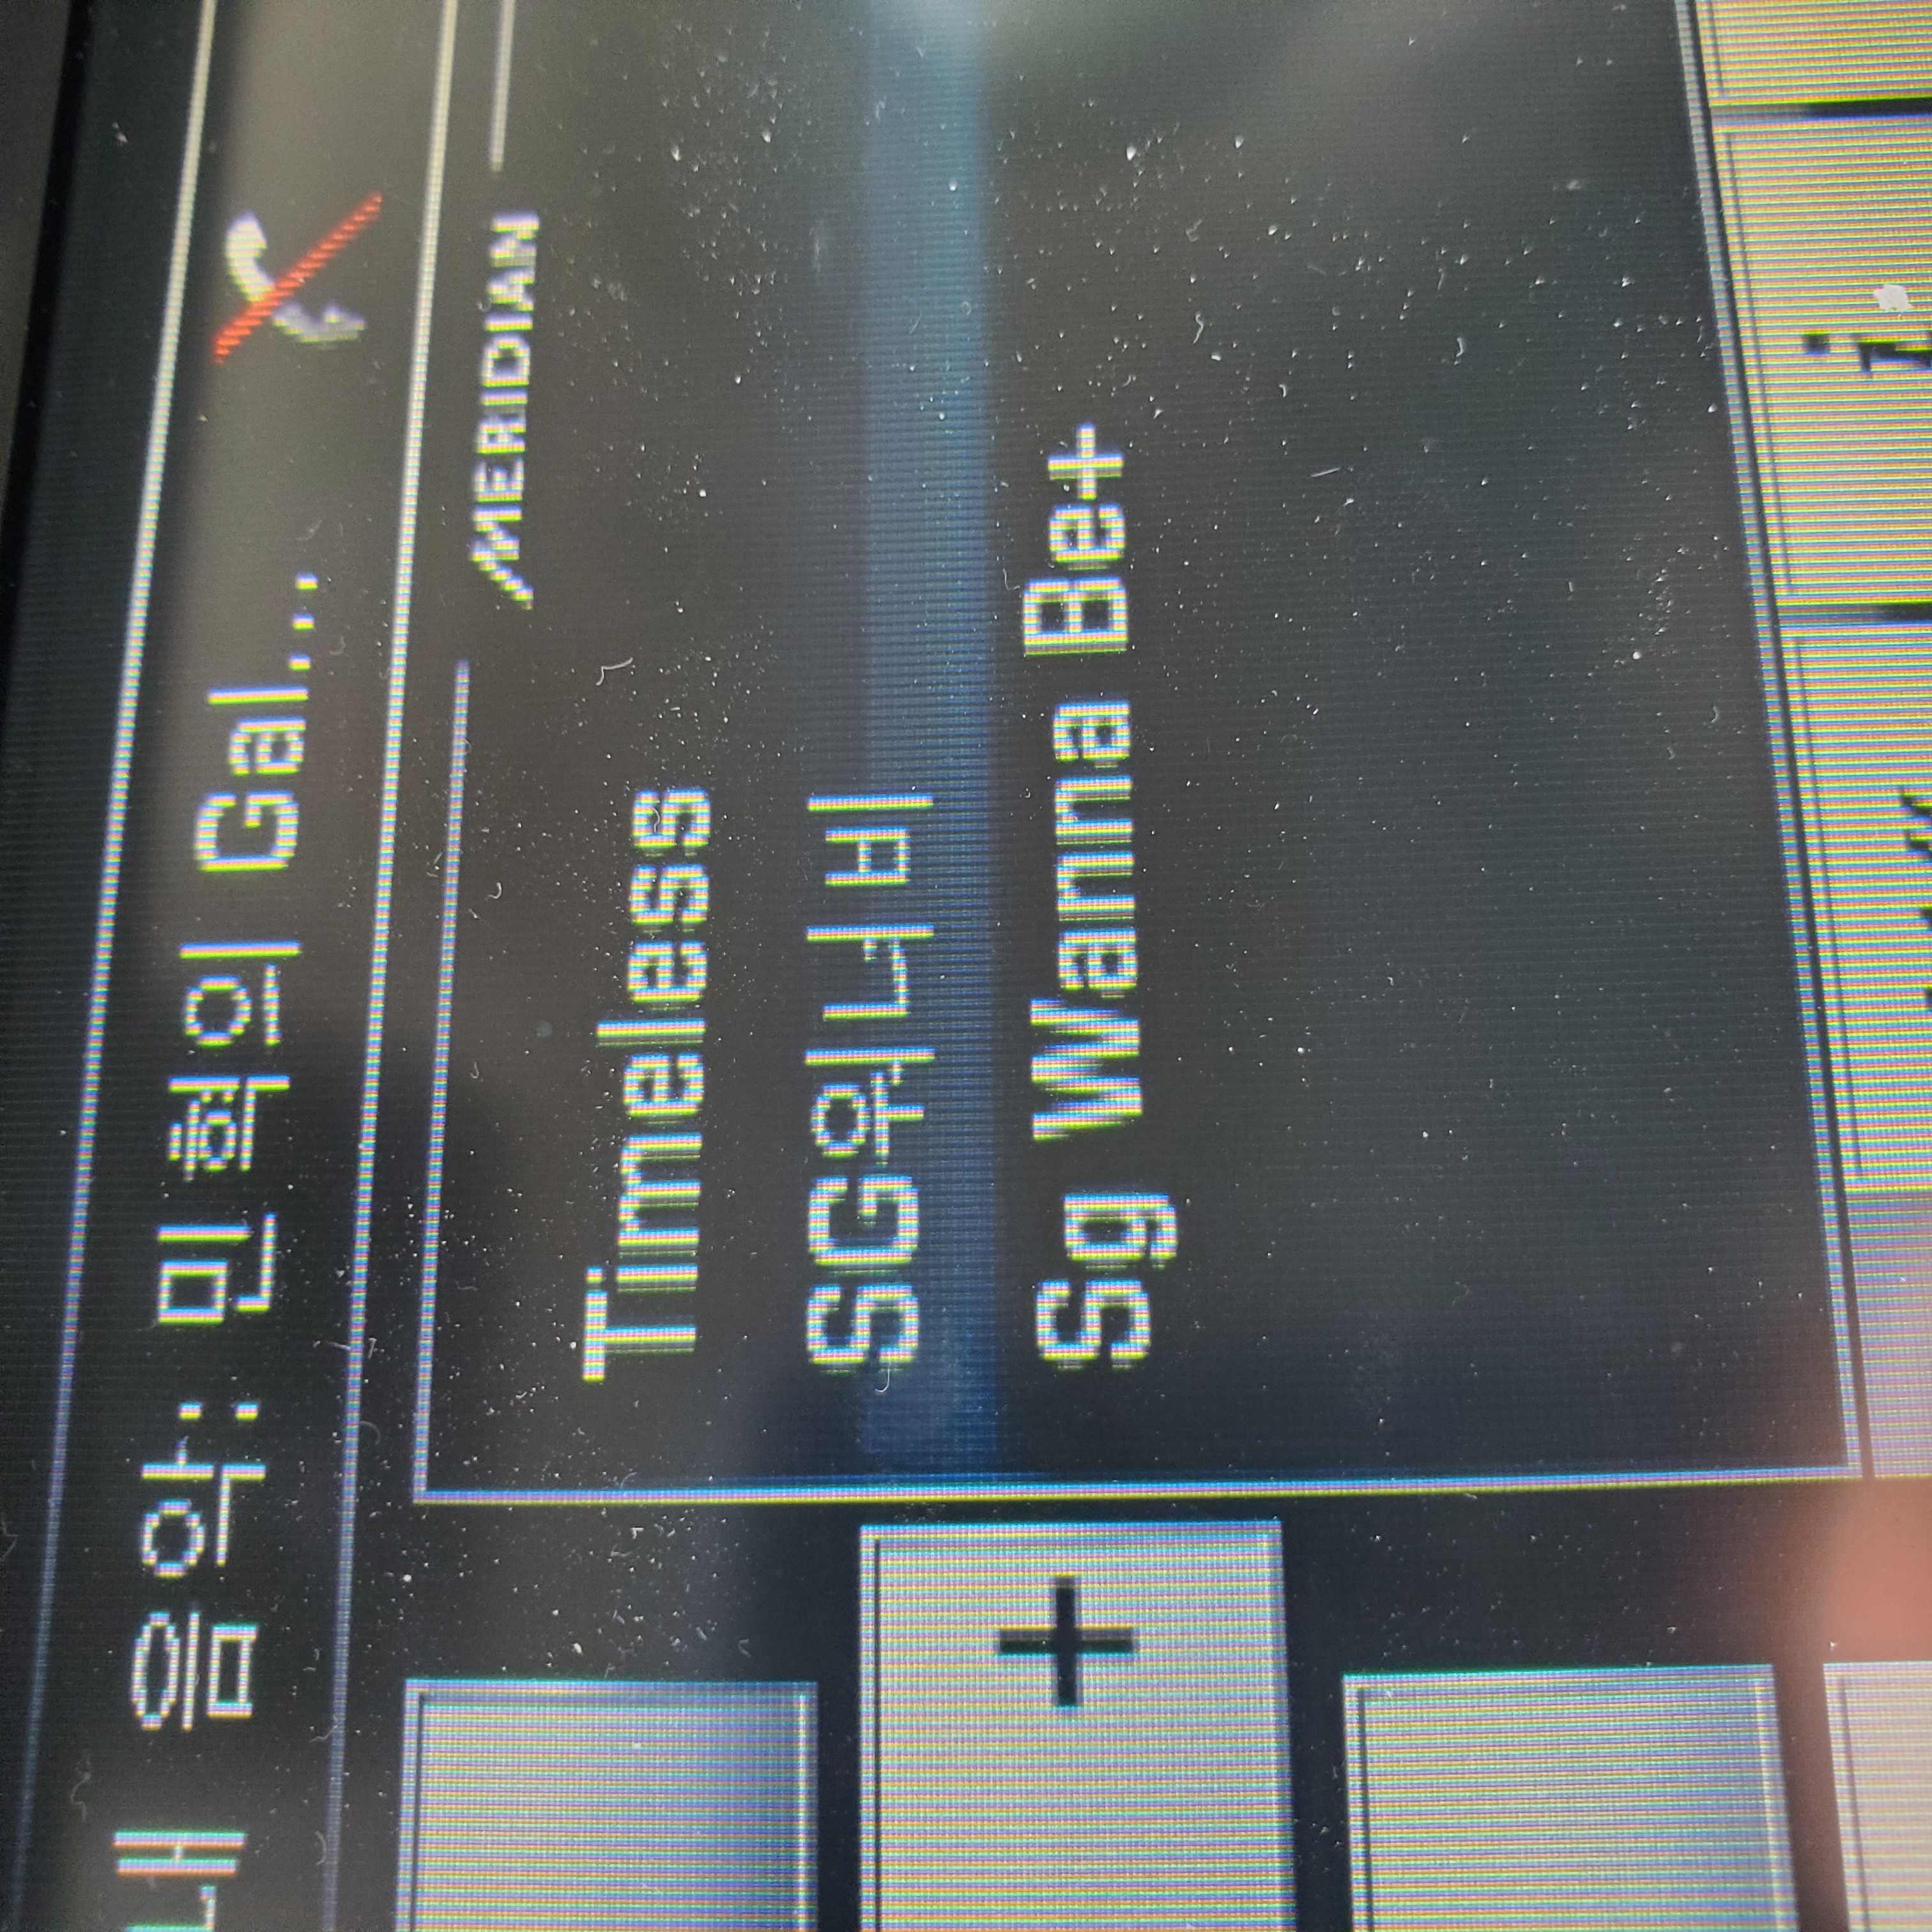 내 음악: 민혁의 Gal...
MERIDIAN
Timeless
SG워너비
Sg Wanna Be+
+
i